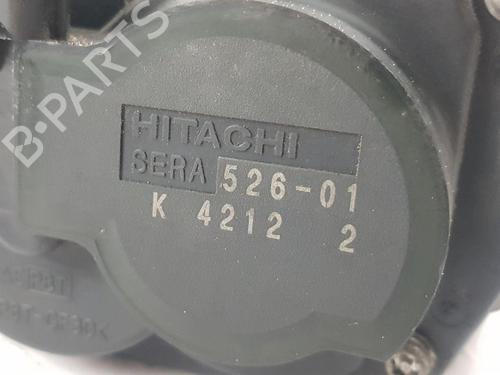 B-PARTS
HITACHI
SERA 526-01
K 4212 2